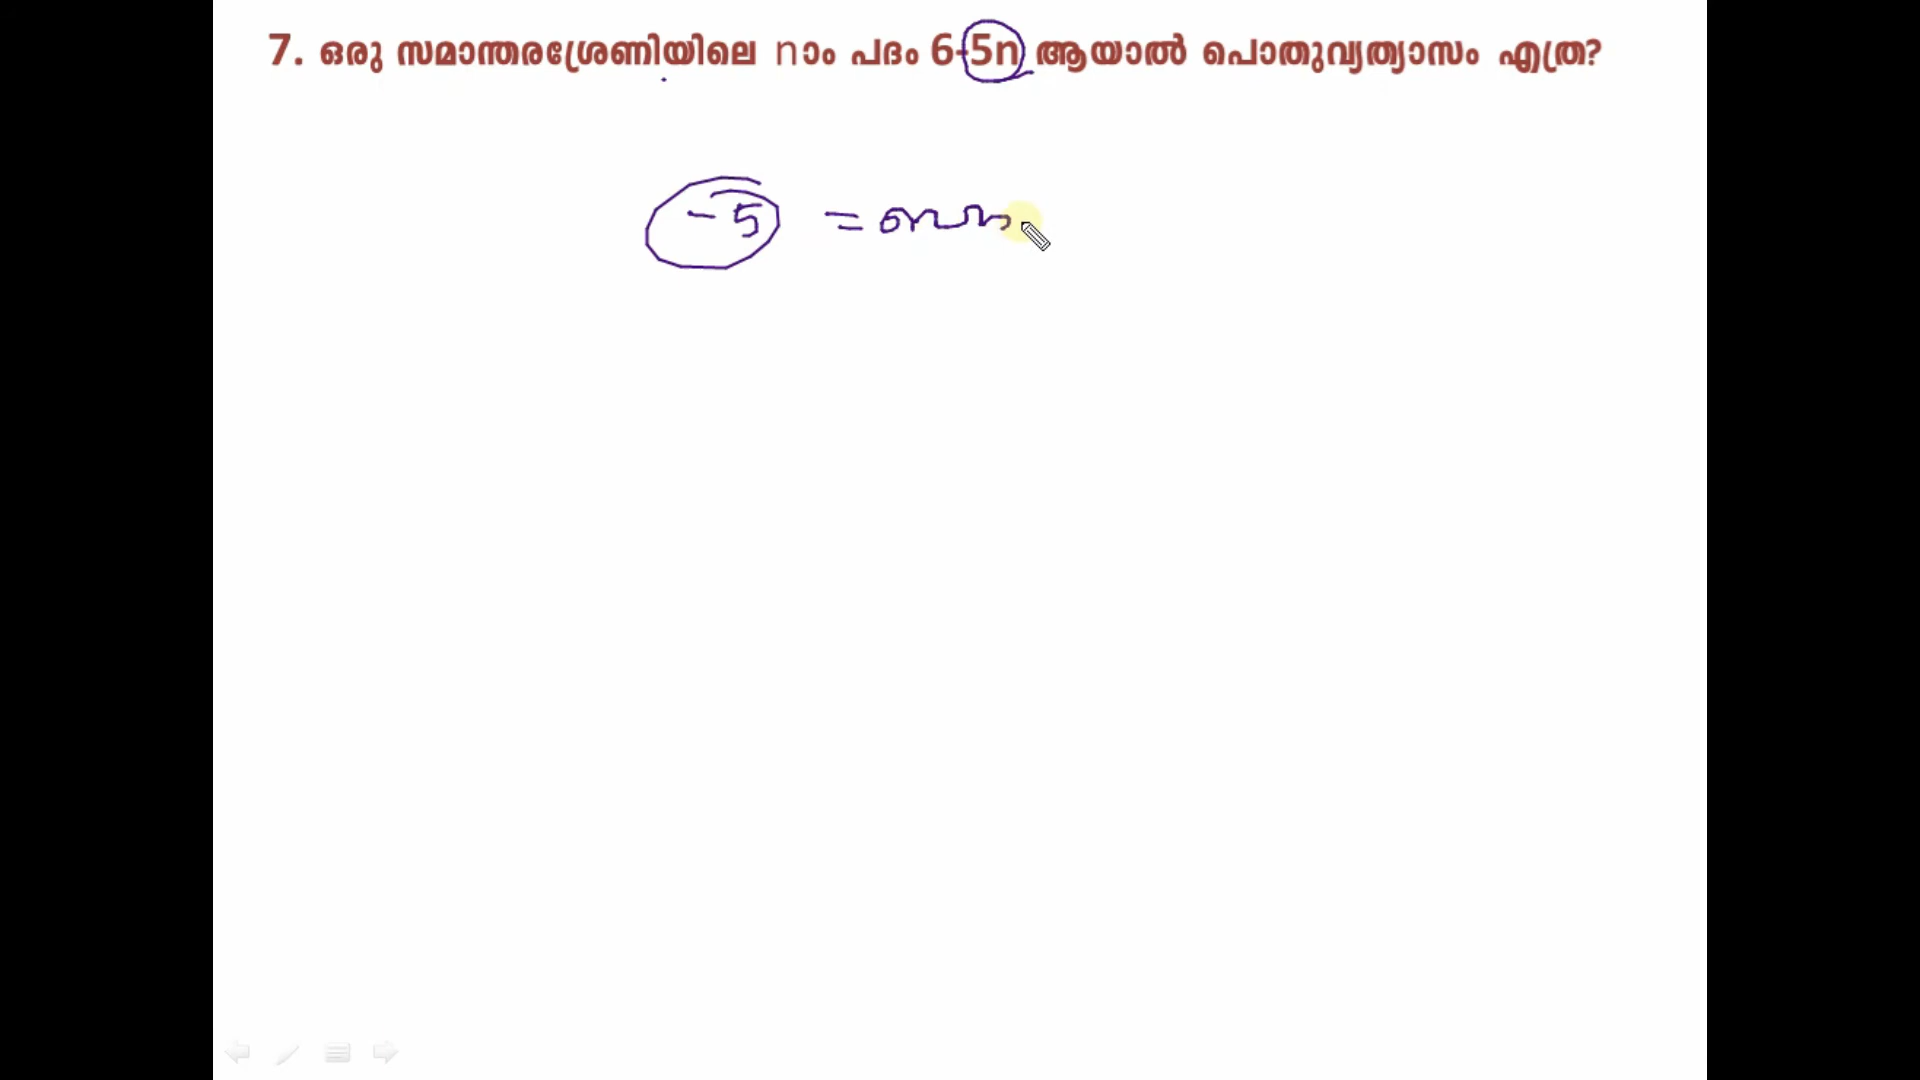 7. ഒരു സമാന്തരശ്രേണിയിലെ nാം പദം 6-5n ആയാൽ പൊതുവ്യത്യാസം എത്ര?
-5 =